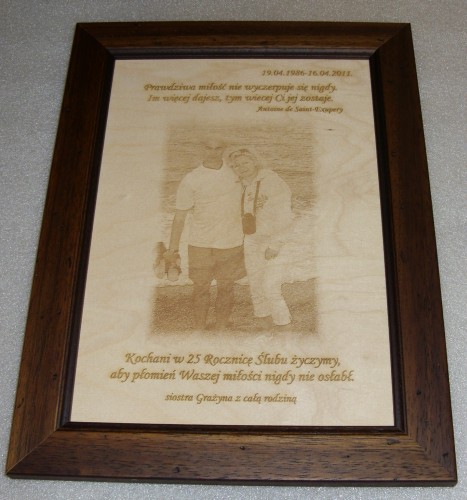 19.04.1986-16.04.2011.
Prawdziwa miłość nie wyczerpuje się nigdy.
Im więcej dajesz, tym więcej Ci jej zostaje.
Antoine de Saint-Exupery
Kochani w 25 Rocznicę Ślubu życzymy,
aby płomień Waszej miłości nigdy nie osłabł.
siostra Grażyna z całą rodziną